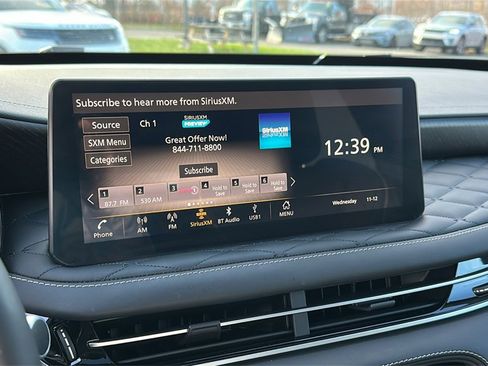 Subscribe to hear more from SiriusXM.
Source
Ch 1
SIRIUSXM
PREVIEW
SiriusXM
12:39 PM
SXM Menu
Great Offer Now!
844-711-8800
Categories
Subscribe
1 2 3 4 Hold to Save 5 Hold to Save 6 Hold to Save
87.7 FM 530 AM
Phone AM FM SiriusXM BT Audio USB1 MENU
Wednesday 11-12